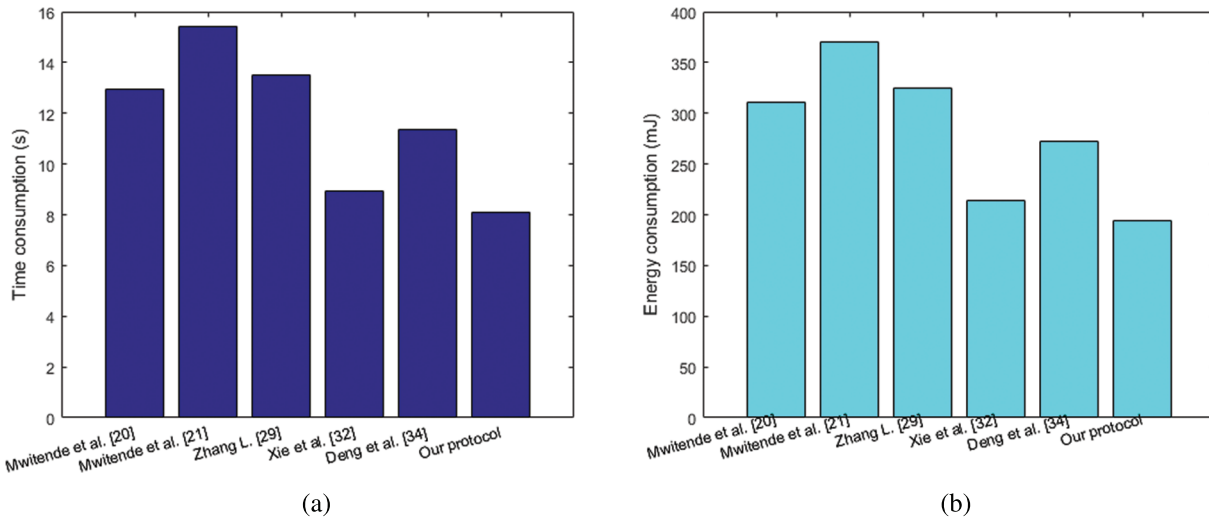 16
14
12
10
8
6
4
2
0
Time consumption (s)
Mwitende et al. [20]
Mwitende et al. [21]
Zhang L. [29]
Xie et al. [32]
Deng et al. [34]
Our protocol
(a)
400
350
300
250
200
150
100
50
0
Energy consumption (mJ)
Mwitende et al. [20]
Mwitende et al. [21]
Zhang L. [29]
Xie et al. [32]
Deng et al. [34]
Our protocol
(b)